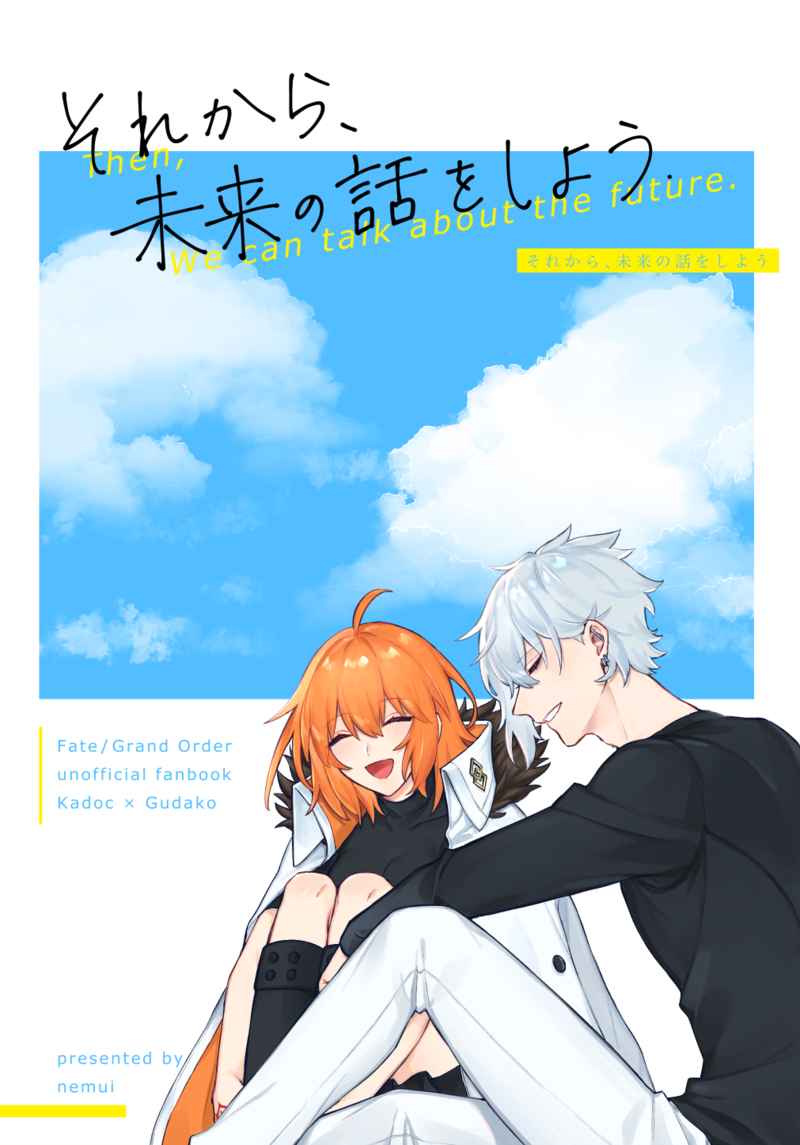 それから、
Then,
未来の話をしよう.
We can talk about the future.
それから、未来の話をしよう
Fate/Grand Order
unofficial fanbook
Kadoc × Gudako
presented by
nemui